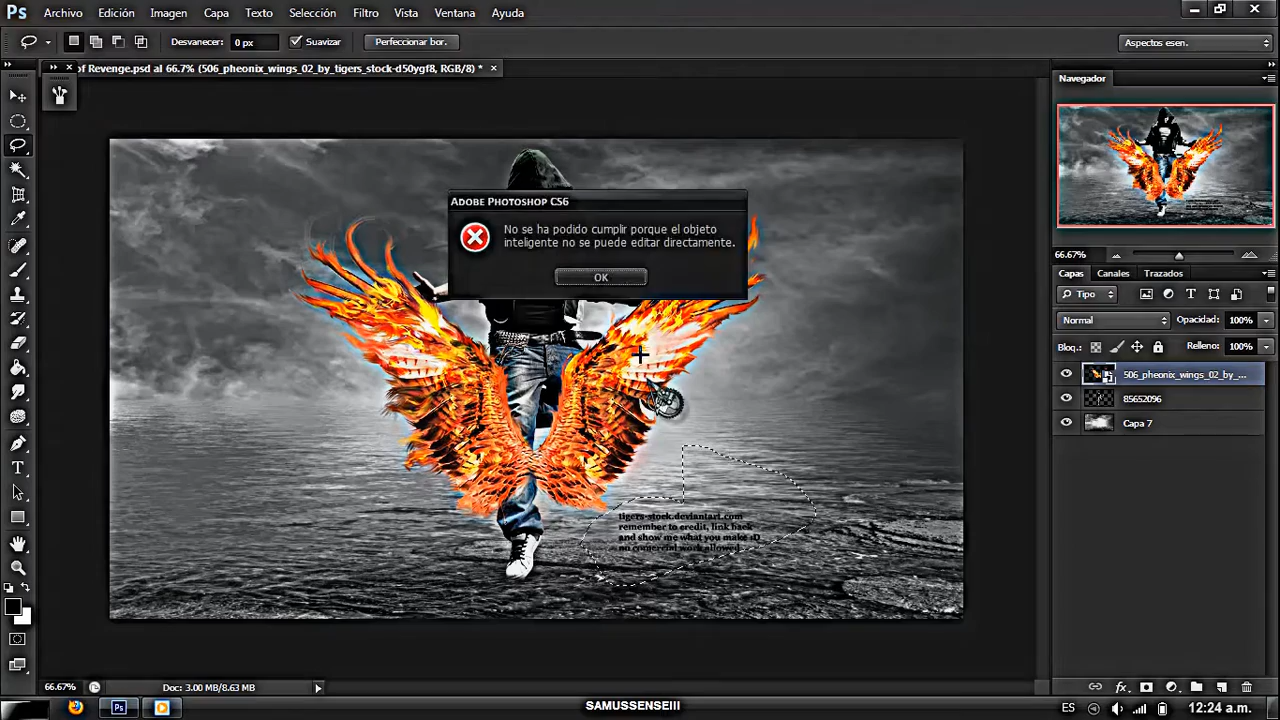 Ps Archivo Edición Imagen Capa Texto Selección Filtro Vista Ventana Ayuda
Desvanecer: 0 px Suavizar Perfeccionar bor. Aspectos esen.
of Revenge.psd al 66.7% (506_pheonix_wings_02_by_tigers_stock-d50ygf8, RGB/8) *
Navegador
ADOBE PHOTOSHOP CS6
No se ha podido cumplir porque el objeto
inteligente no se puede editar directamente.
OK
66.67%
Capas Canales Trazados
Tipo
Normal Opacidad: 100%
Bloq.: Relleno: 100%
506_pheonix_wings_02_by_...
85652096
Capa 7
tigers-stock.deviantart.com
remember to credit, link back
and show me what you make :D
no comercial work allowed
66.67% Doc: 3.00 MB/8.63 MB
fx
Ps SAMUSSENSEIII ES 12:24 a.m.